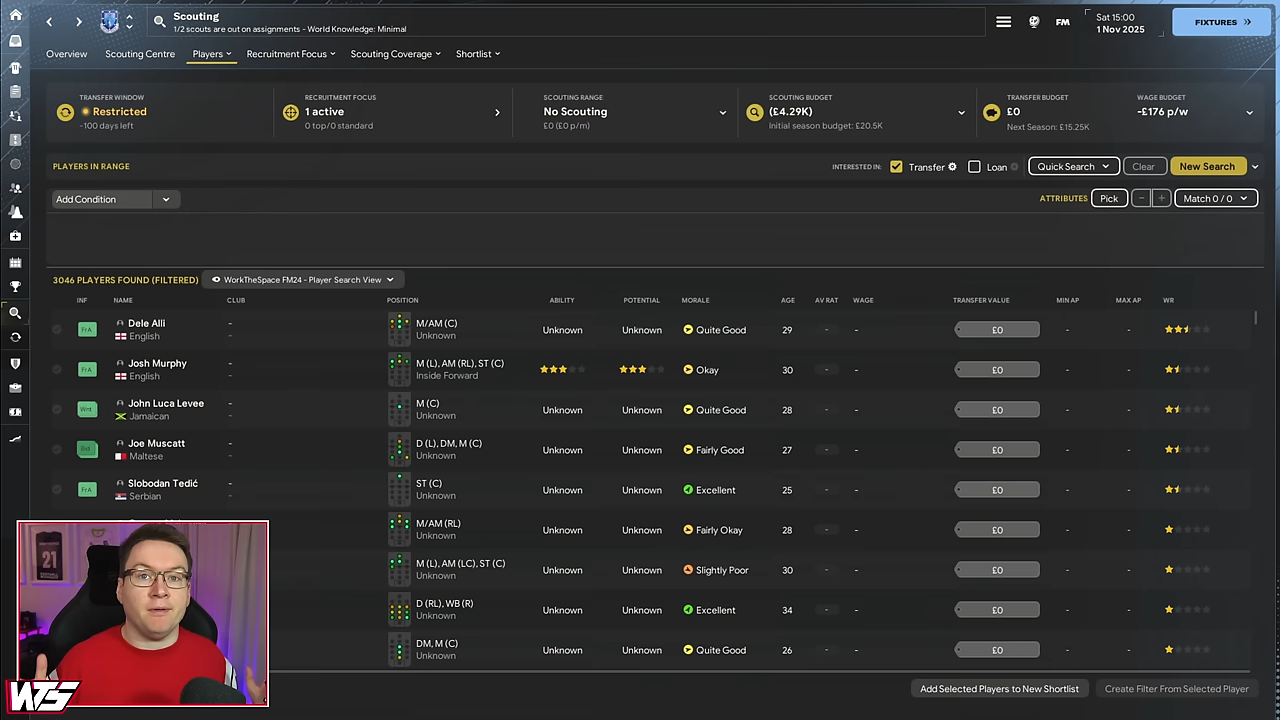 Scouting
1/2 scouts are out on assignments - World Knowledge: Minimal
FM
Sat 15:00
1 Nov 2025
FIXTURES
Overview
Scouting Centre
Players
Recruitment Focus
Scouting Coverage
Shortlist
TRANSFER WINDOW
Restricted
-100 days left
RECRUITMENT FOCUS
1 active
0 top/0 standard
SCOUTING RANGE
No Scouting
£0 (£0 p/m)
SCOUTING BUDGET
(£4.29K)
Initial season budget: £20.5K
TRANSFER BUDGET
£0
Next Season: £15.25K
WAGE BUDGET
-£176 p/w
PLAYERS IN RANGE
INTERESTED IN:
Transfer
Loan
Quick Search
Clear
New Search
Add Condition
ATTRIBUTES
Pick
- +
Match 0 / 0
3046 PLAYERS FOUND (FILTERED)
WorkTheSpace FM24 - Player Search View
INF NAME CLUB POSITION ABILITY POTENTIAL MORALE AGE AV RAT WAGE TRANSFER VALUE MIN AP MAX AP WR
FrA Dele Alli - M/AM (C) Unknown Unknown Quite Good 29 - - £0 - -
English - Unknown
FrA Josh Murphy - M (L), AM (RL), ST (C) Okay 30 - - £0 - -
English - Inside Forward
Wnt John Luca Levee - M (C) Unknown Unknown Quite Good 28 - - £0 - -
Jamaican - Unknown
Bid Joe Muscatt - D (L), DM, M (C) Unknown Unknown Fairly Good 27 - - £0 - -
Maltese - Unknown
FrA Slobodan Tedić - ST (C) Unknown Unknown Excellent 25 - - £0 - -
Serbian - Unknown
M/AM (RL) Unknown Unknown Fairly Okay 28 - - £0 - -
Unknown
M (L), AM (LC), ST (C) Unknown Unknown Slightly Poor 30 - - £0 - -
Unknown
D (RL), WB (R) Unknown Unknown Excellent 34 - - £0 - -
Unknown
DM, M (C) Unknown Unknown Quite Good 26 - - £0 - -
Unknown
21
WTS
Add Selected Players to New Shortlist
Create Filter From Selected Player